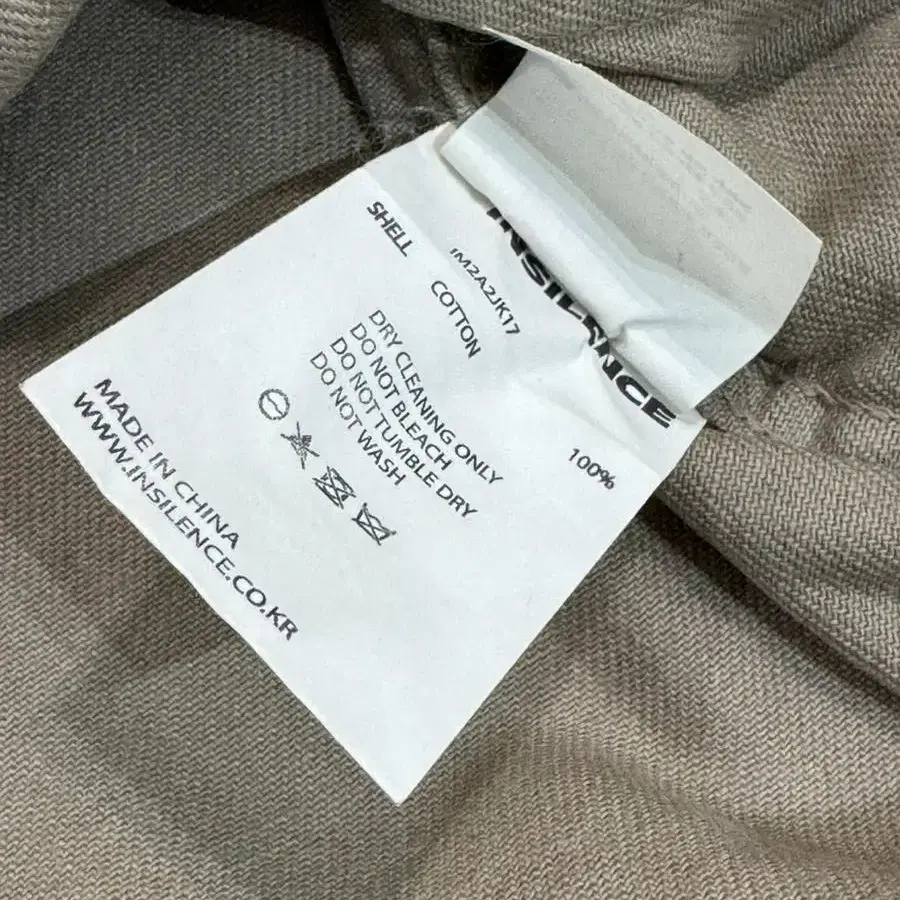 INSILENCE
IM2A2JK17
SHELL COTTON 100%
DRY CLEANING ONLY
DO NOT BLEACH
DO NOT TUMBLE DRY
DO NOT WASH
MADE IN CHINA
WWW.INSILENCE.CO.KR